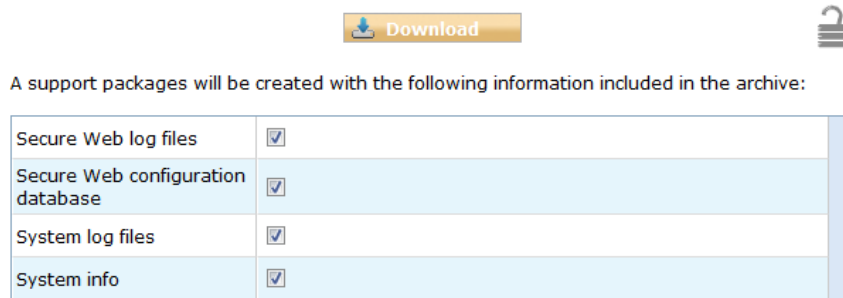 Download
A support packages will be created with the following information included in the archive:
Secure Web log files
Secure Web configuration
database
System log files
System info